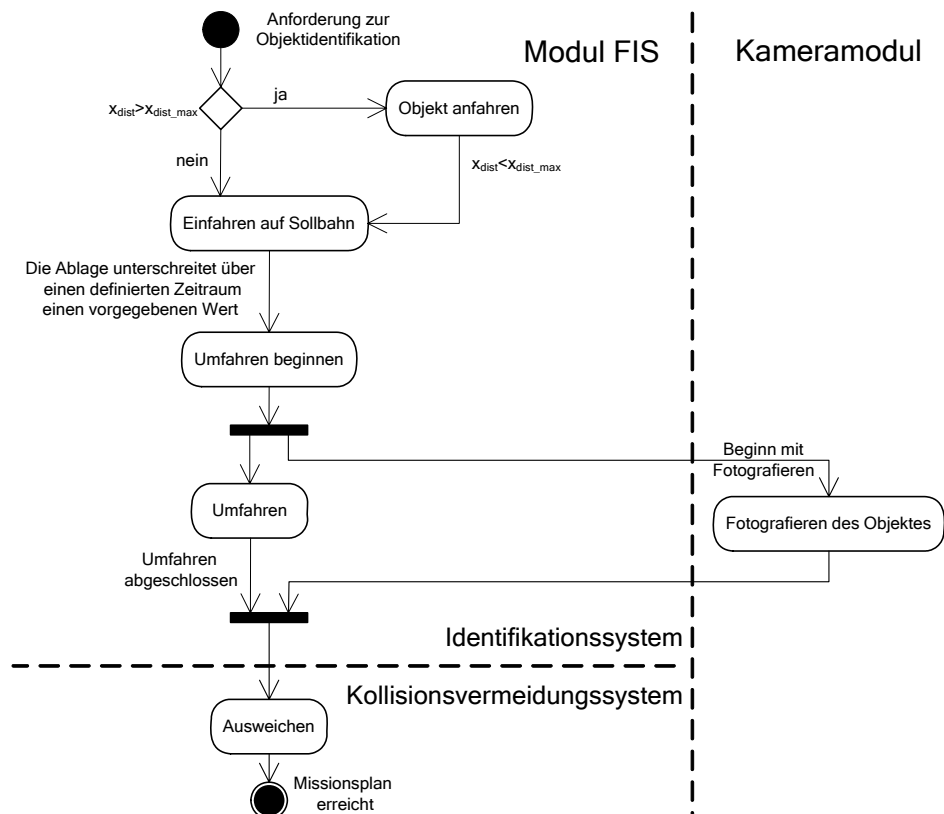 Anforderung zur
Objektidentifikation
Modul FIS
Kameramodul
x_dist>x_dist_max
ja
Objekt anfahren
nein
x_dist<x_dist_max
Einfahren auf Sollbahn
Die Ablage unterschreitet über
einen definierten Zeitraum
einen vorgegebenen Wert
Umfahren beginnen
Beginn mit
Fotografieren
Umfahren
Fotografieren des Objektes
Umfahren
abgeschlossen
Identifikationssystem
Kollisionsvermeidungssystem
Ausweichen
Missionsplan
erreicht